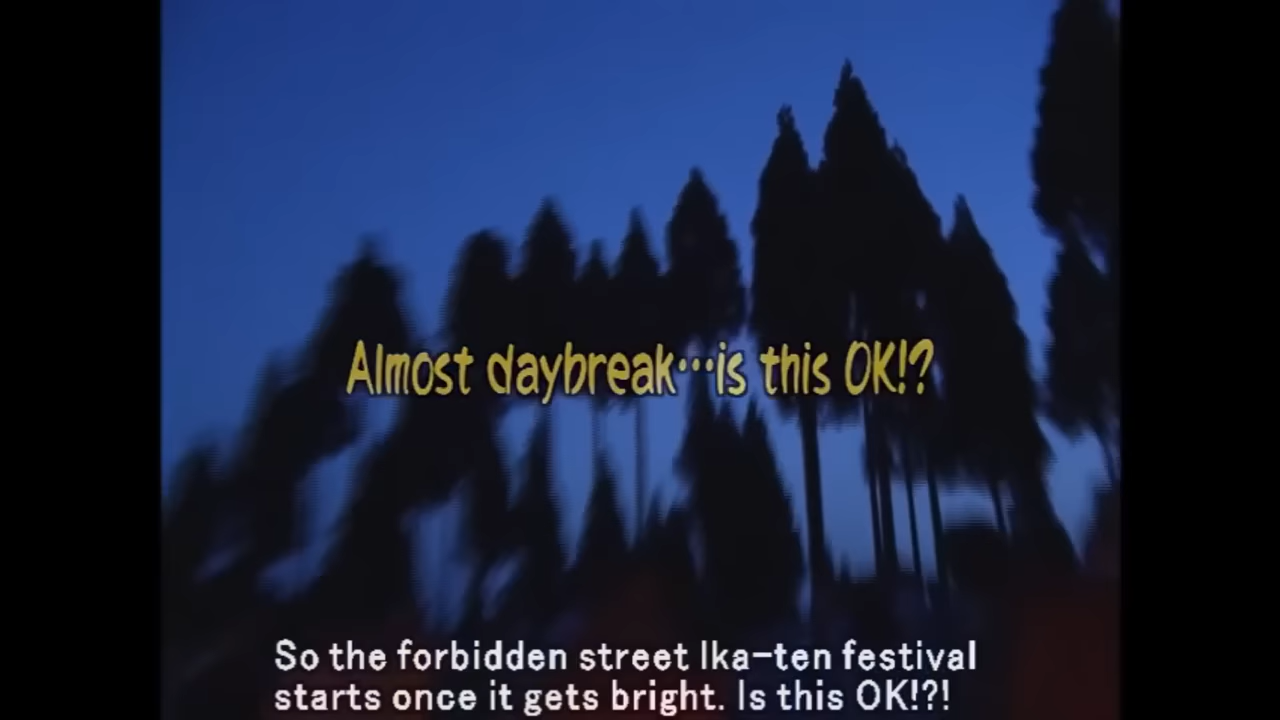 Almost daybreak…is this OK!?
So the forbidden street Ika-ten festival
starts once it gets bright. Is this OK!?!